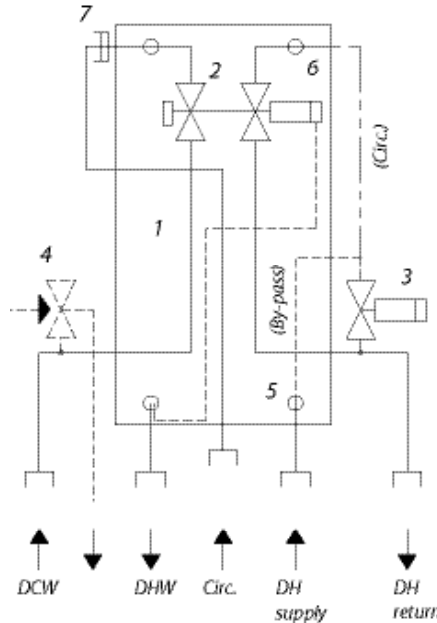 7
2
6
(Circ.)
1
4
3
(By-pass)
5
DCW
DHW
Circ.
DH
supply
DH
return